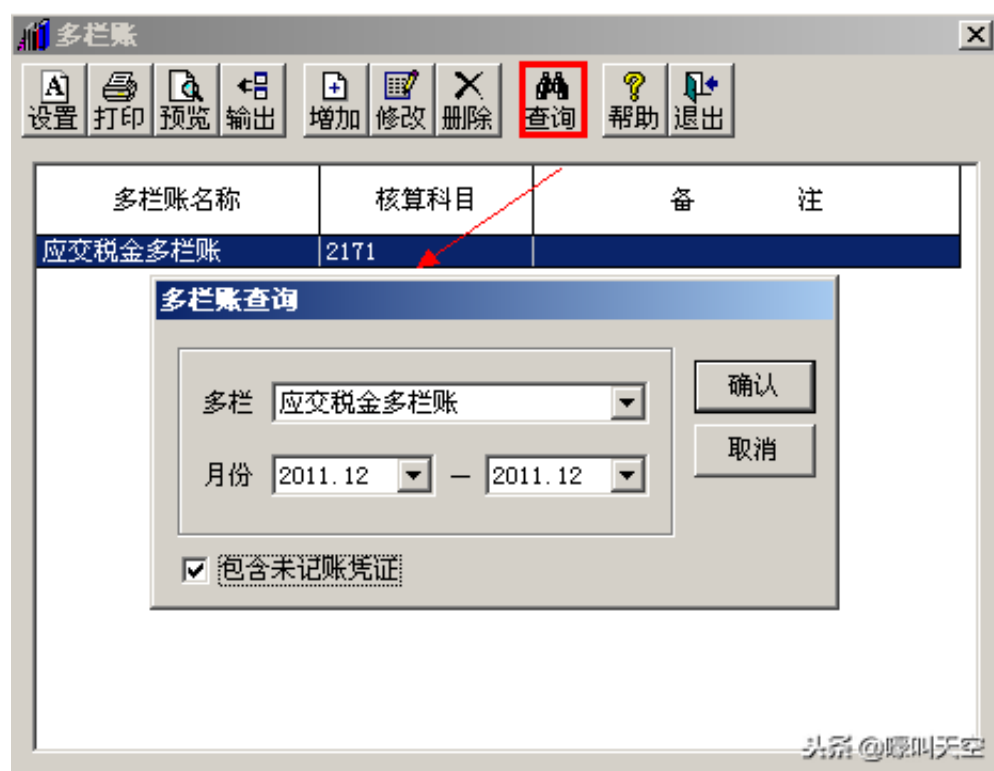 多栏账
设置 打印 预览 输出 增加 修改 删除 查询 帮助 退出
多栏账名称 核算科目 备 注
应交税金多栏账 2171
多栏账查询
多栏 应交税金多栏账 确认
取消
月份 2011.12 — 2011.12
包含未记账凭证
头条 @嚎叫天空